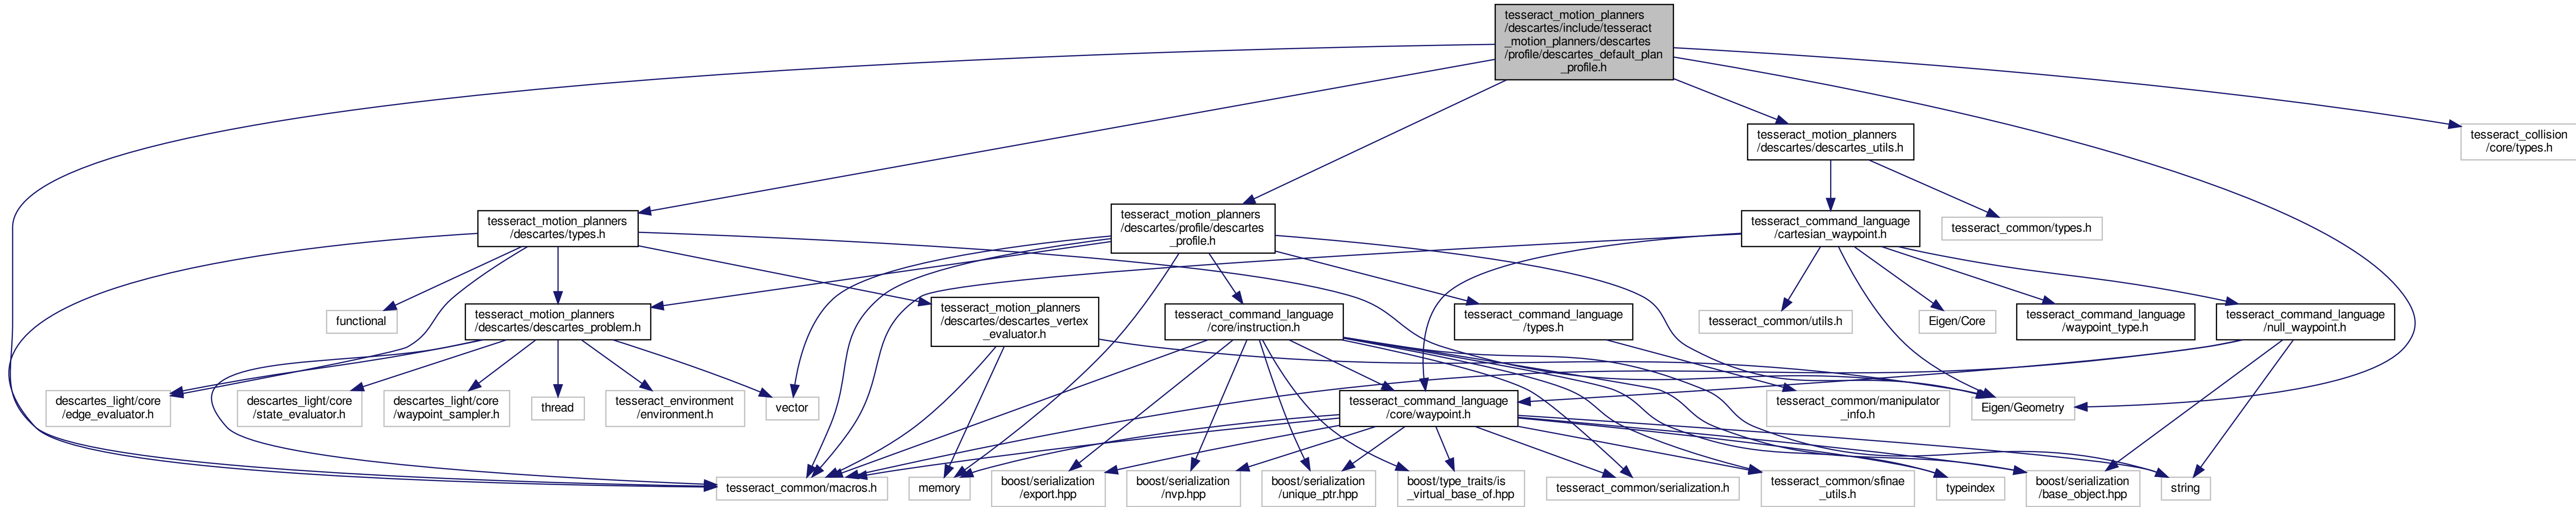 tesseract_motion_planners
/descartes/include/tesseract
_motion_planners/descartes
/profile/descartes_default_plan
_profile.h
tesseract_motion_planners
/descartes/descartes_utils.h
tesseract_collision
/core/types.h
tesseract_motion_planners
/descartes/types.h
tesseract_motion_planners
/descartes/profile/descartes
_profile.h
tesseract_command_language
/cartesian_waypoint.h
tesseract_common/types.h
functional
tesseract_motion_planners
/descartes/descartes_problem.h
tesseract_motion_planners
/descartes/descartes_vertex
_evaluator.h
tesseract_command_language
/core/instruction.h
tesseract_command_language
/types.h
tesseract_common/utils.h
Eigen/Core
tesseract_command_language
/waypoint_type.h
tesseract_command_language
/null_waypoint.h
descartes_light/core
/edge_evaluator.h
descartes_light/core
/state_evaluator.h
descartes_light/core
/waypoint_sampler.h
thread
tesseract_environment
/environment.h
vector
tesseract_command_language
/core/waypoint.h
tesseract_common/manipulator
_info.h
Eigen/Geometry
tesseract_common/macros.h
memory
boost/serialization
/export.hpp
boost/serialization
/nvp.hpp
boost/serialization
/unique_ptr.hpp
boost/type_traits/is
_virtual_base_of.hpp
tesseract_common/serialization.h
tesseract_common/sfinae
_utils.h
typeindex
boost/serialization
/base_object.hpp
string